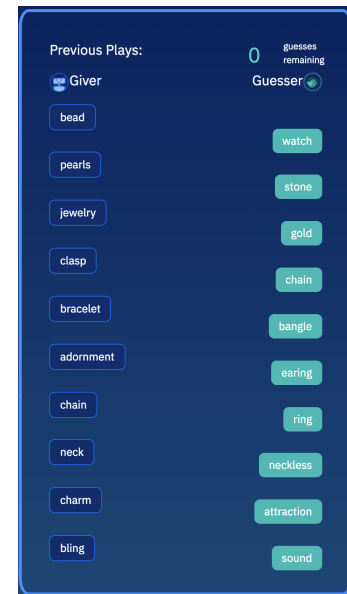 Previous Plays:
0 guesses remaining
Giver
Guesser
bead
watch
pearls
stone
jewelry
gold
clasp
chain
bracelet
bangle
adornment
earing
chain
ring
neck
neckless
charm
attraction
bling
sound